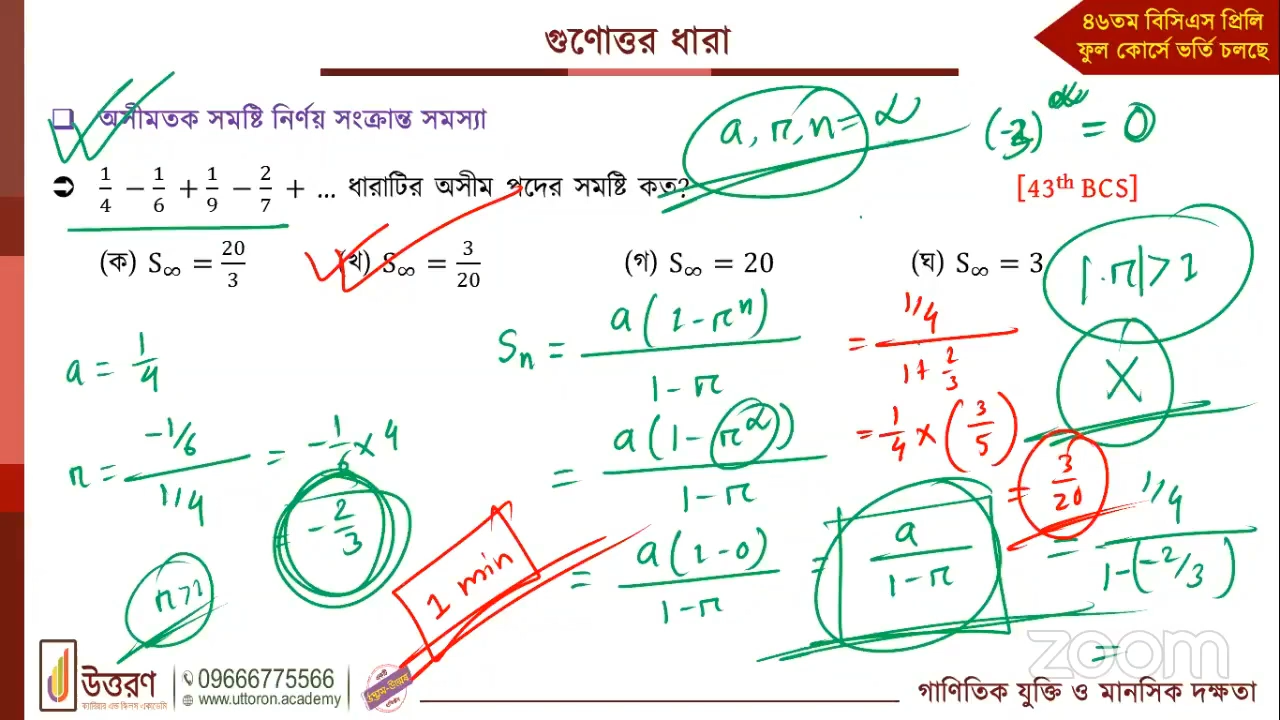 গুণোত্তর ধারা
৪৬তম বিসিএস প্রিলি
ফুল কোর্সে ভর্তি চলছে
❑ অসীমতক সমষ্টি নির্ণয় সংক্রান্ত সমস্যা
a, r, n = α
(-2/3)^α = 0
➲ 1/4 − 1/6 + 1/9 − 2/7 + ... ধারাটির অসীম পদের সমষ্টি কত?
[43th BCS]
(ক) S∞ = 20/3 (খ) S∞ = 3/20 (গ) S∞ = 20 (ঘ) S∞ = 3
|r| > 1
X
a = 1/4
r = (-1/6)/(1/4) = -1/6 × 4
= -2/3
r>1
1 min
Sn = a(1-r^n)/(1-r)
= a(1-r^α)/(1-r)
= a(1-0)/(1-r) = a/(1-r) = (1/4)/(1-(-2/3))
=
= (1/4)/(1+2/3)
= 1/4 × (3/5)
= 3/20
zoom
উত্তরণ
ক্যারিয়ার এন্ড স্কিলস একাডেমি
09666775566
www.uttoron.academy
গাণিতিক যুক্তি ও মানসিক দক্ষতা